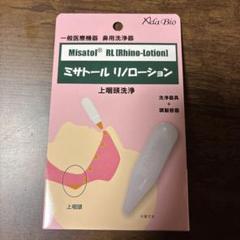 AdaBio
一般医療機器 鼻用洗浄器
Misatol® RL [Rhino-Lotion]
ミサトール リノローション
上咽頭洗浄
洗浄器具
+
調製容器
上咽頭